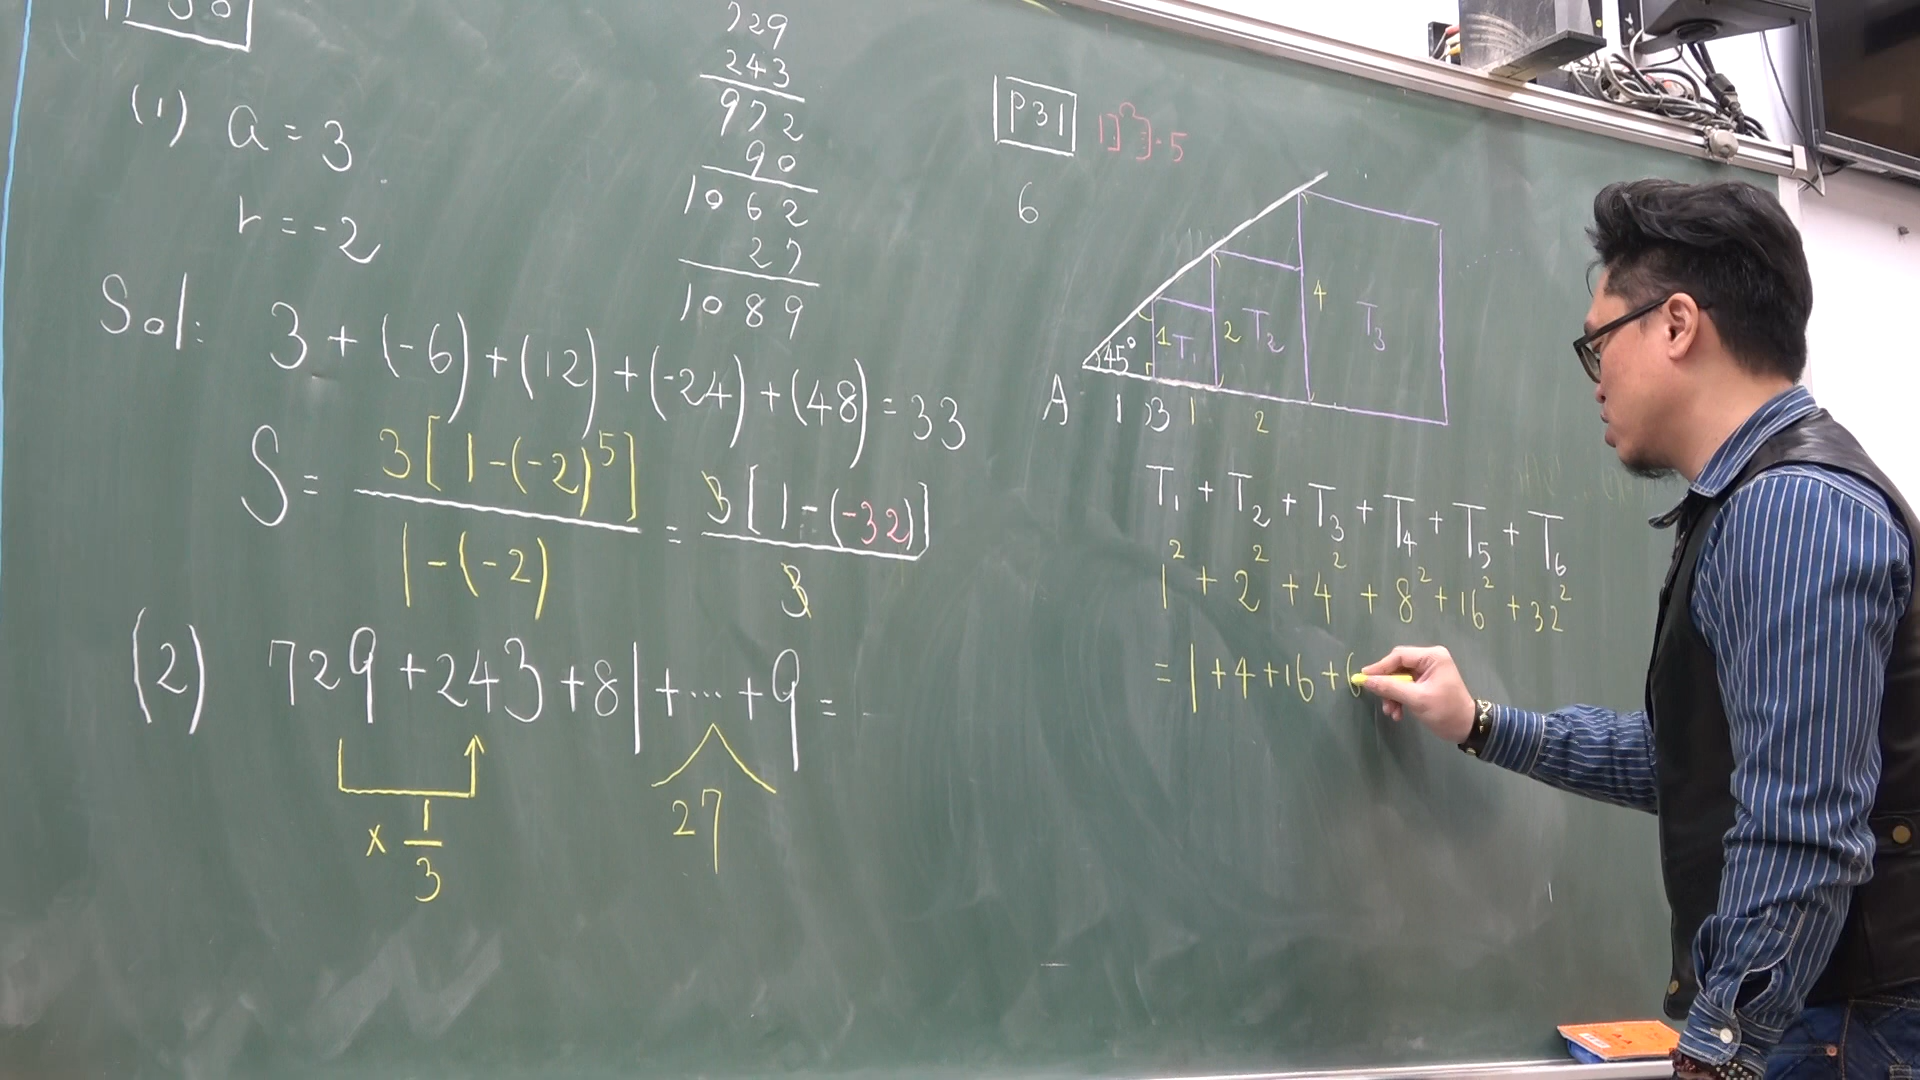 (1) a = 3
r = -2
Sol: 3 + (-6) + (12) + (-24) + (48) = 33
S = 3[1-(-2)^5] / 1-(-2) = 3[1-(-32)] / 3
(2) 729 + 243 + 81 + ... + 9 =
× 1/3
27
729
243
972
90
1062
27
1089
P31
5
6
45°
1 T₁
2 T₂
4 T₃
A 1 B 1 2
T₁ + T₂ + T₃ + T₄ + T₅ + T₆
1² + 2² + 4² + 8² + 16² + 32²
= 1 + 4 + 16 + 6